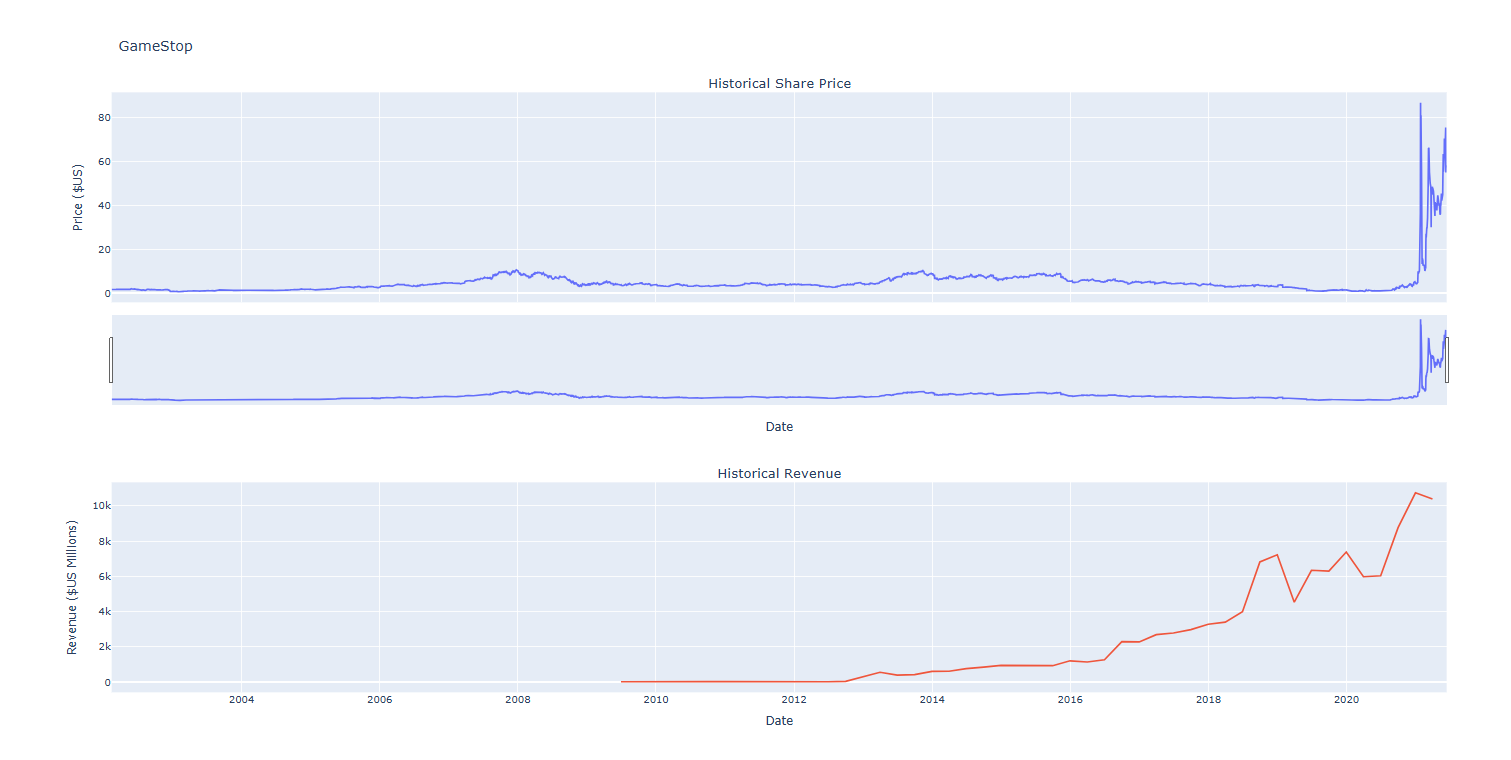 GameStop
Historical Share Price
Price ($US)
80
60
40
20
0
Date
Historical Revenue
Revenue ($US Millions)
10k
8k
6k
4k
2k
0
2004 2006 2008 2010 2012 2014 2016 2018 2020
Date